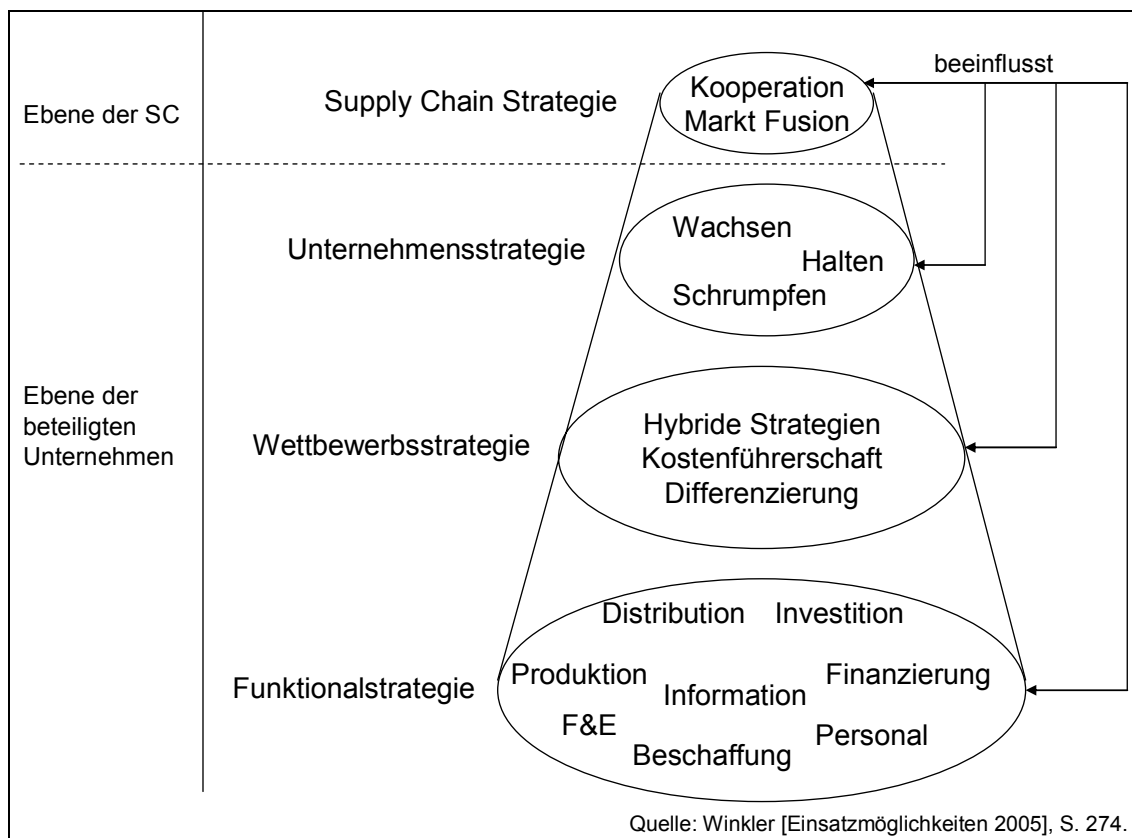 beeinflusst
Ebene der SC
Supply Chain Strategie
Kooperation
Markt Fusion
Unternehmensstrategie
Wachsen
Halten
Schrumpfen
Ebene der
beteiligten
Unternehmen
Wettbewerbsstrategie
Hybride Strategien
Kostenführerschaft
Differenzierung
Funktionalstrategie
Distribution Investition
Produktion Finanzierung
Information
F&E Personal
Beschaffung
Quelle: Winkler [Einsatzmöglichkeiten 2005], S. 274.